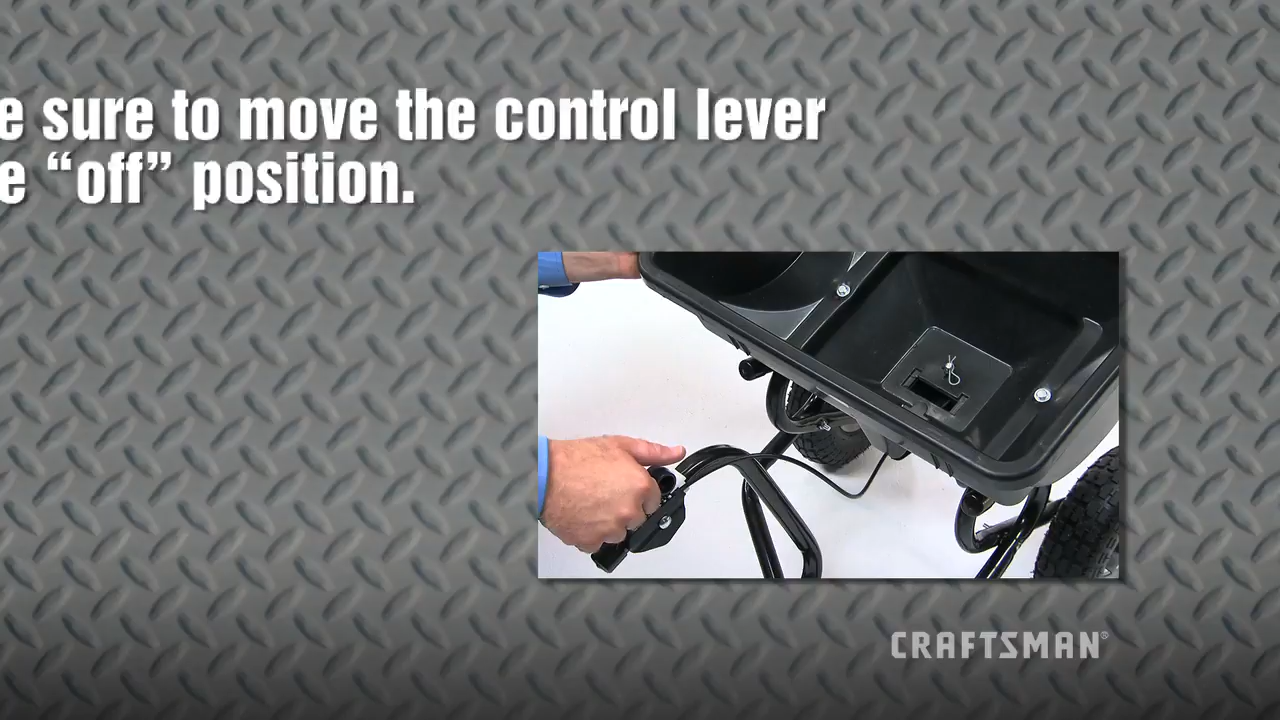 e sure to move the control lever
e “off” position.
CRAFTSMAN®